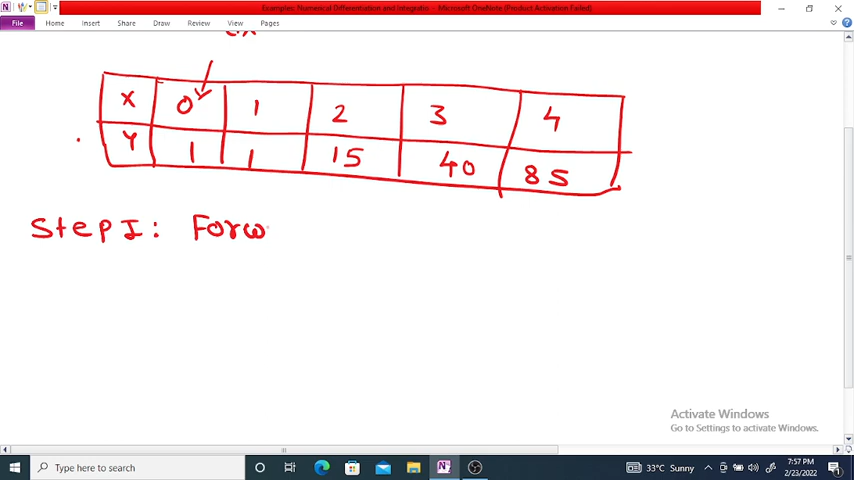 Examples: Numerical Differentiation and Integratin - Microsoft OneNote (Product Activation Failed)
File Home Insert Share Draw Review View Pages
X 0 1 2 3 4
Y 1 1 15 40 85
Step I: Forw
Activate Windows
Go to Settings to activate Windows.
Type here to search
33°C Sunny
7:57 PM
2/23/2022